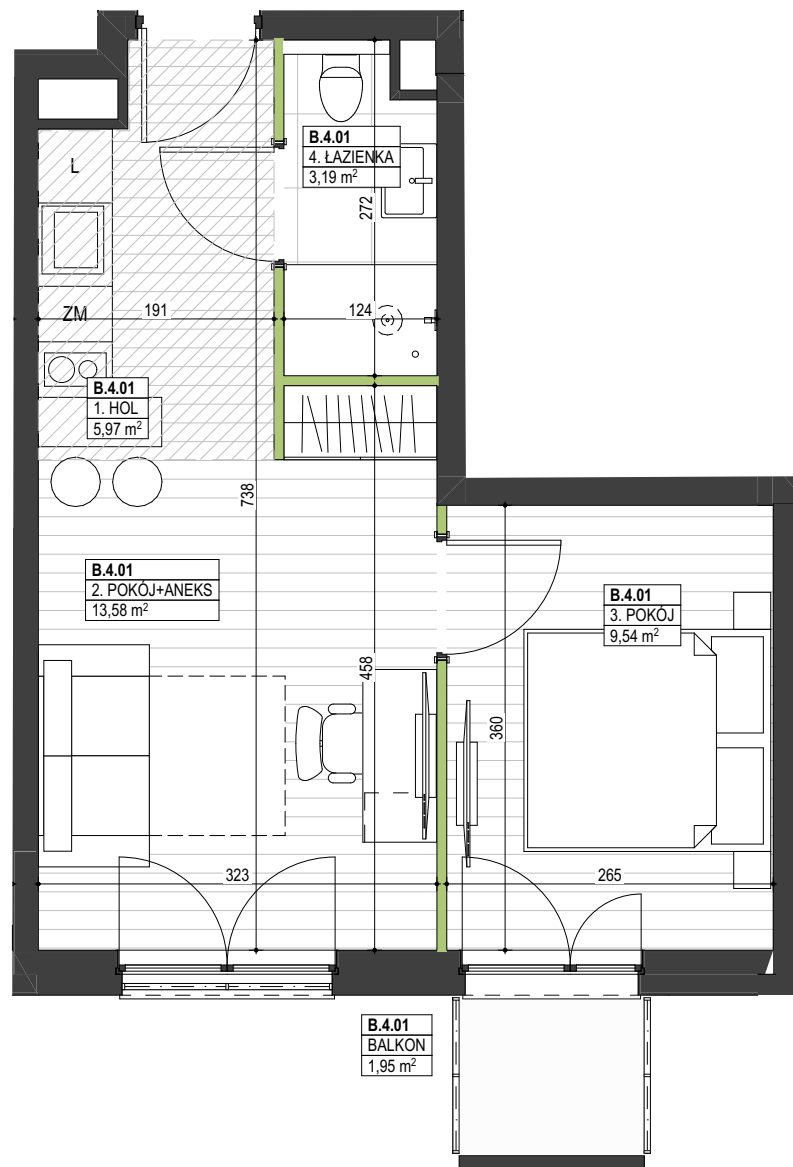 B.4.01
4. ŁAZIENKA
3,19 m²
L
272
ZM
191
124
B.4.01
1. HOL
5,97 m²
738
B.4.01
2. POKÓJ+ANEKS
13,58 m²
B.4.01
3. POKÓJ
9,54 m²
458
360
323
265
B.4.01
BALKON
1,95 m²